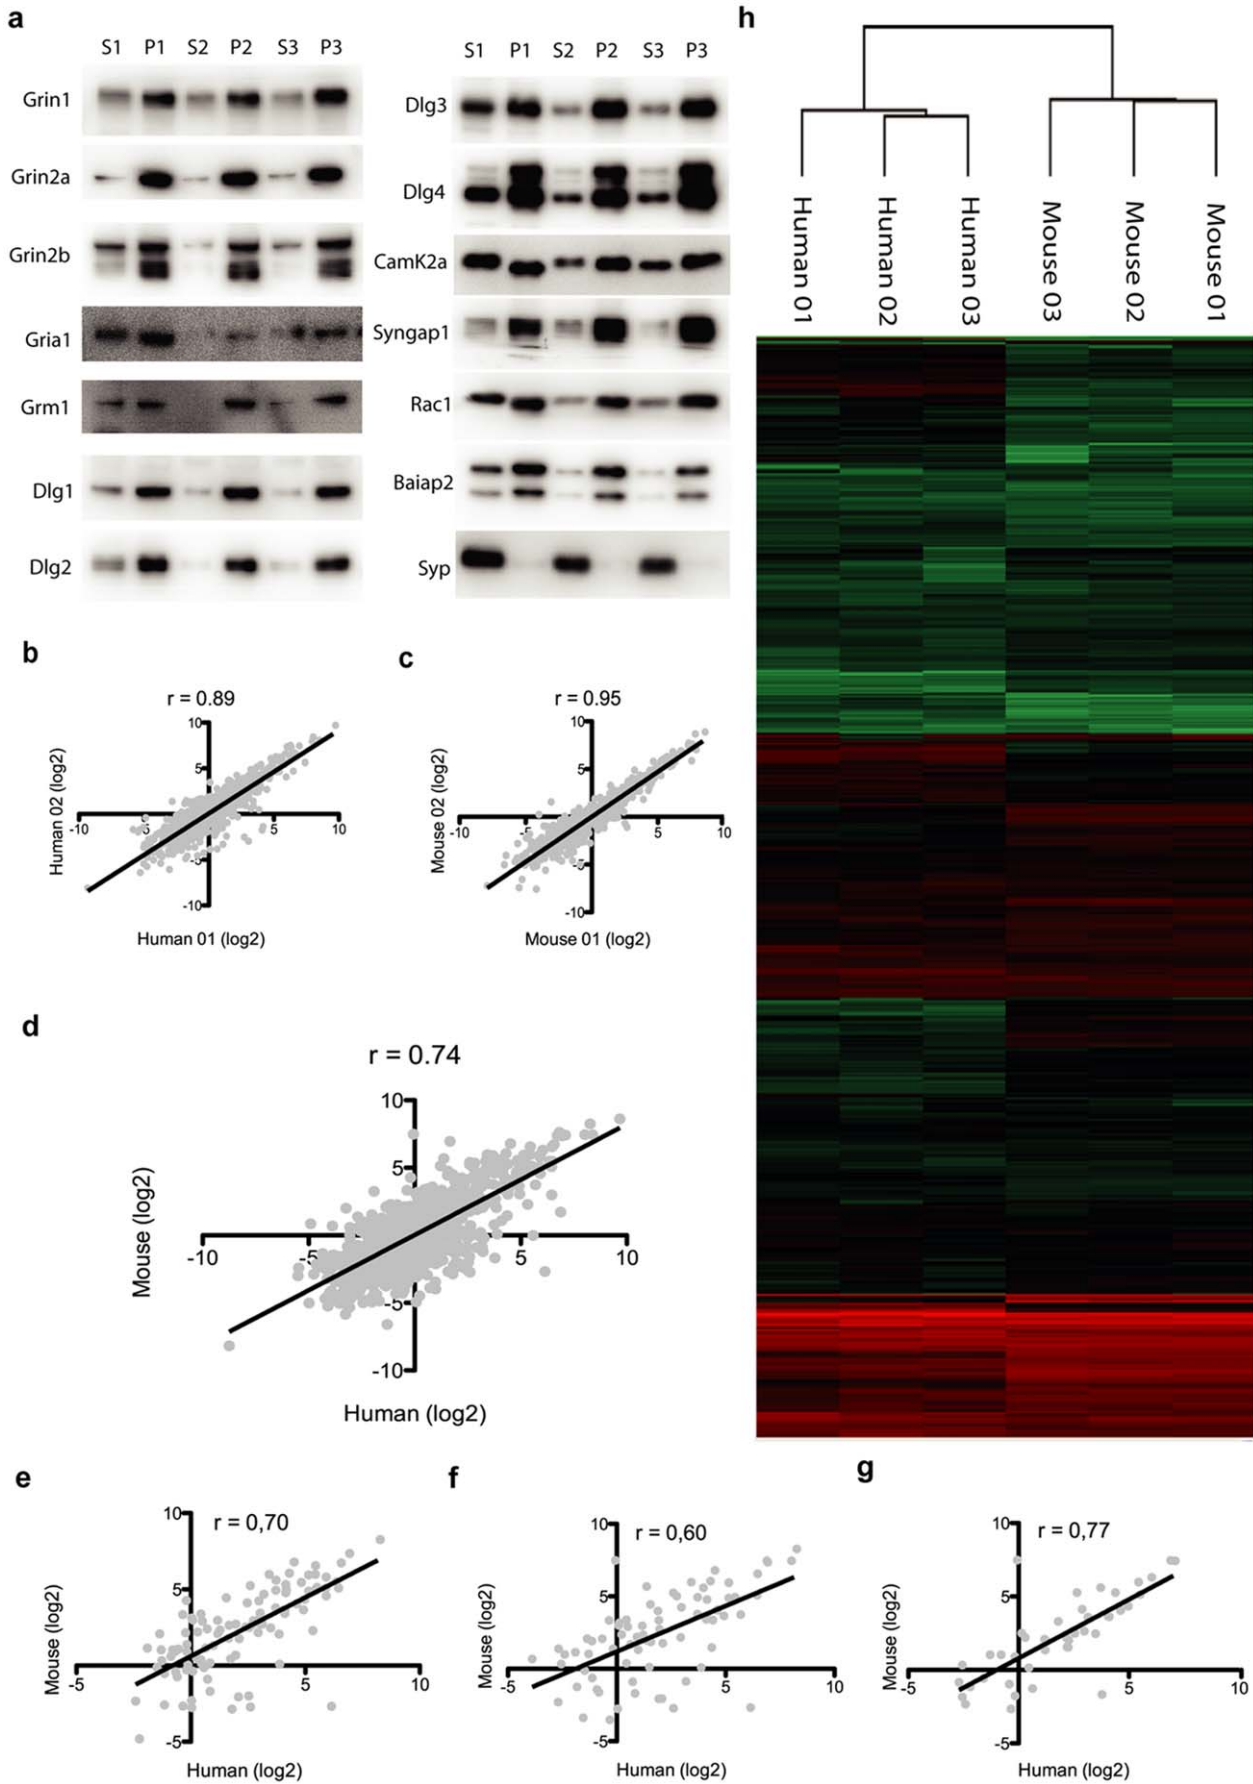 a
S1 P1 S2 P2 S3 P3
Grin1
Grin2a
Grin2b
Gria1
Grm1
Dlg1
Dlg2
S1 P1 S2 P2 S3 P3
Dlg3
Dlg4
CamK2a
Syngap1
Rac1
Baiap2
Syp
b
r = 0.89
Human 02 (log2)
10
5
-10 -5 5 10
-5
-10
Human 01 (log2)
c
r = 0.95
Mouse 02 (log2)
10
5
-10 -5 5 10
-5
-10
Mouse 01 (log2)
d
r = 0.74
Mouse (log2)
10
5
-10 -5 5 10
-5
-10
Human (log2)
e
r = 0,70
Mouse (log2)
10
5
-5 5 10
-5
Human (log2)
f
r = 0,60
Mouse (log2)
10
5
-5 5 10
-5
Human (log2)
g
r = 0,77
Mouse (log2)
10
5
-5 5 10
-5
Human (log2)
h
Human 01
Human 02
Human 03
Mouse 03
Mouse 02
Mouse 01